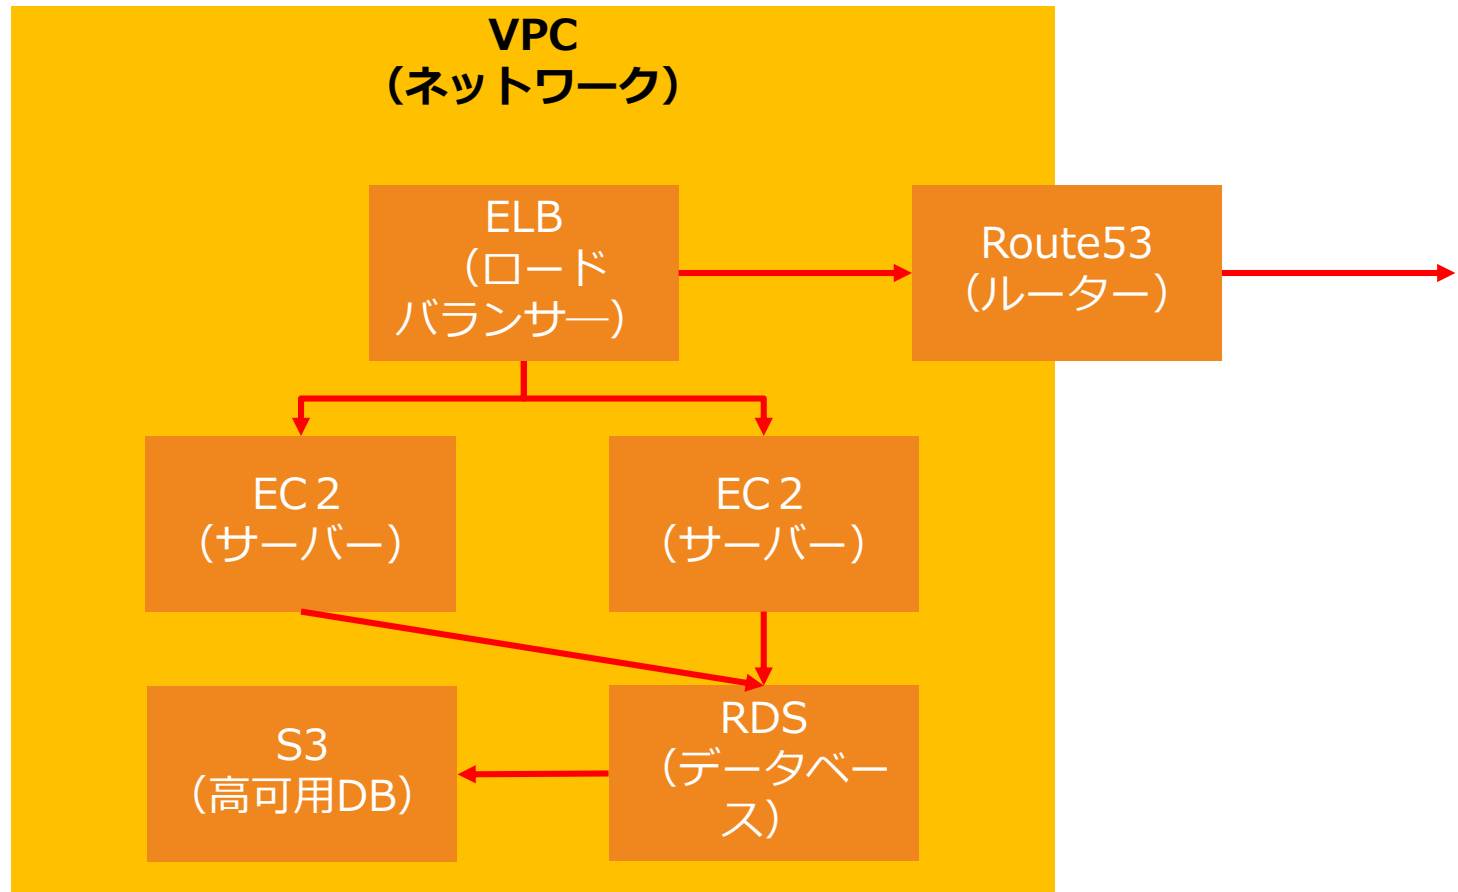 VPC
（ネットワーク）
ELB
（ロード
バランサ―）
Route53
（ルーター）
EC２
（サーバー）
EC２
（サーバー）
S3
（高可用DB）
RDS
（データベー
ス）